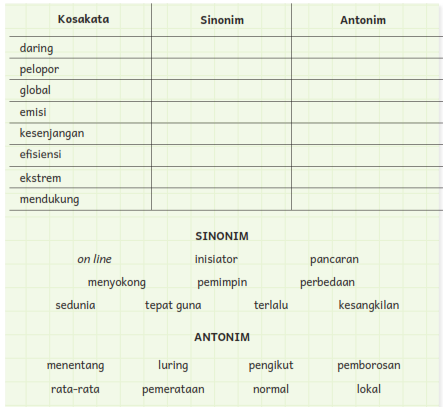 Kosakata Sinonim Antonim
daring
pelopor
global
emisi
kesenjangan
efisiensi
ekstrem
mendukung
SINONIM
on line inisiator pancaran
menyokong pemimpin perbedaan
sedunia tepat guna terlalu kesangkilan
ANTONIM
menentang luring pengikut pemborosan
rata-rata pemerataan normal lokal